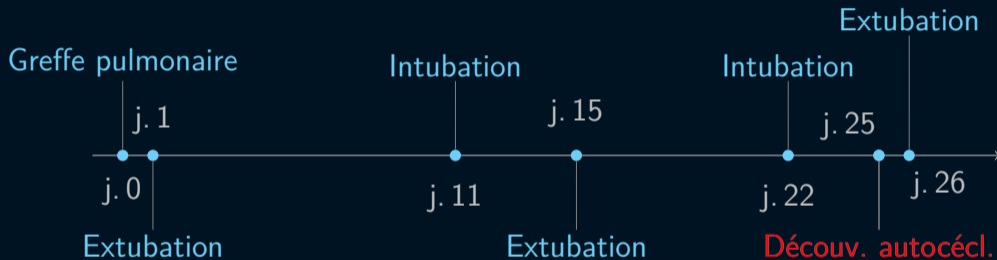 Extubation
Greffe pulmonaire
Intubation
Intubation
j. 1
j. 15
j. 25
j. 0
j. 11
j. 22
j. 26
Extubation
Extubation
Découv. autocécl.